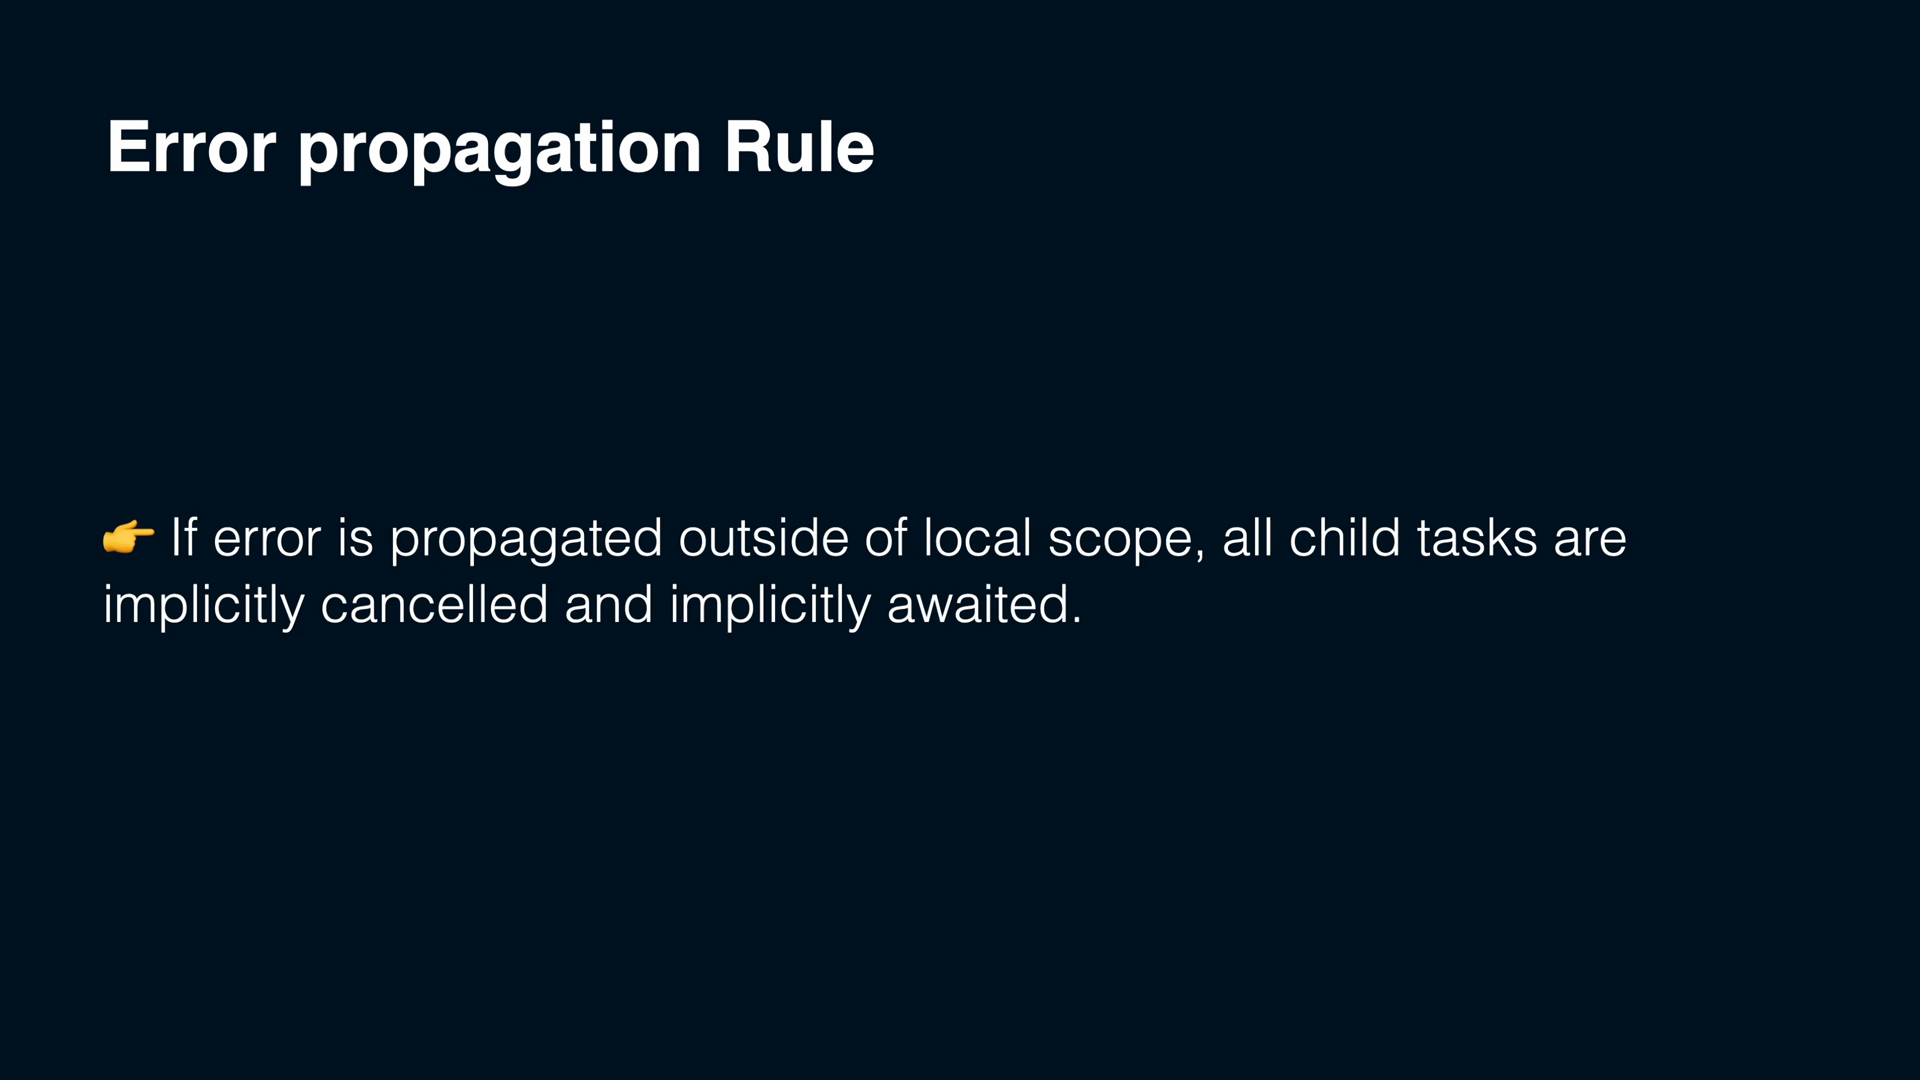 Error propagation Rule
👉 If error is propagated outside of local scope, all child tasks are
implicitly cancelled and implicitly awaited.